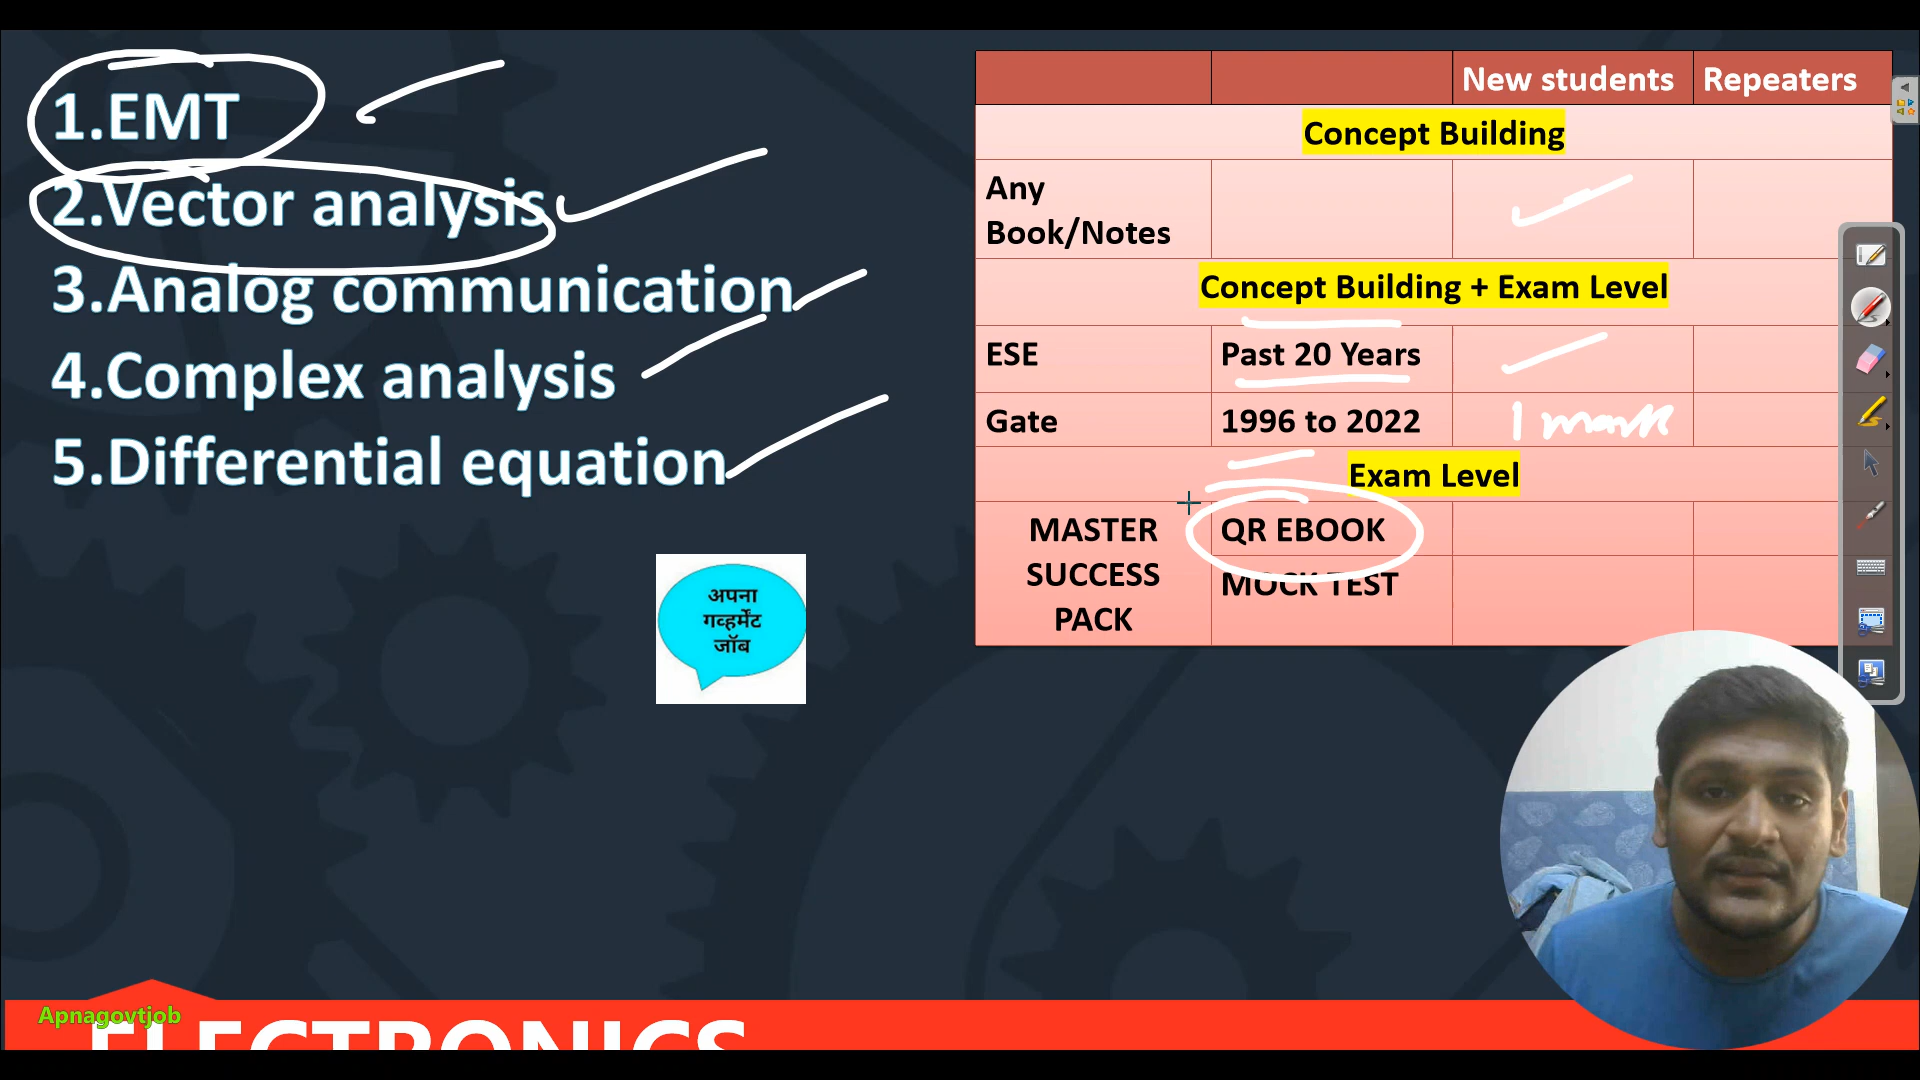 1.EMT
2.Vector analysis
3.Analog communication
4.Complex analysis
5.Differential equation
New students Repeaters
Concept Building
Any
Book/Notes
Concept Building + Exam Level
ESE Past 20 Years
Gate 1996 to 2022 1 mark
Exam Level
MASTER
SUCCESS
PACK
QR EBOOK
MOCK TEST
अपना
गव्हर्मेंट
जॉब
Apnagovtjob
ELECTRONICS